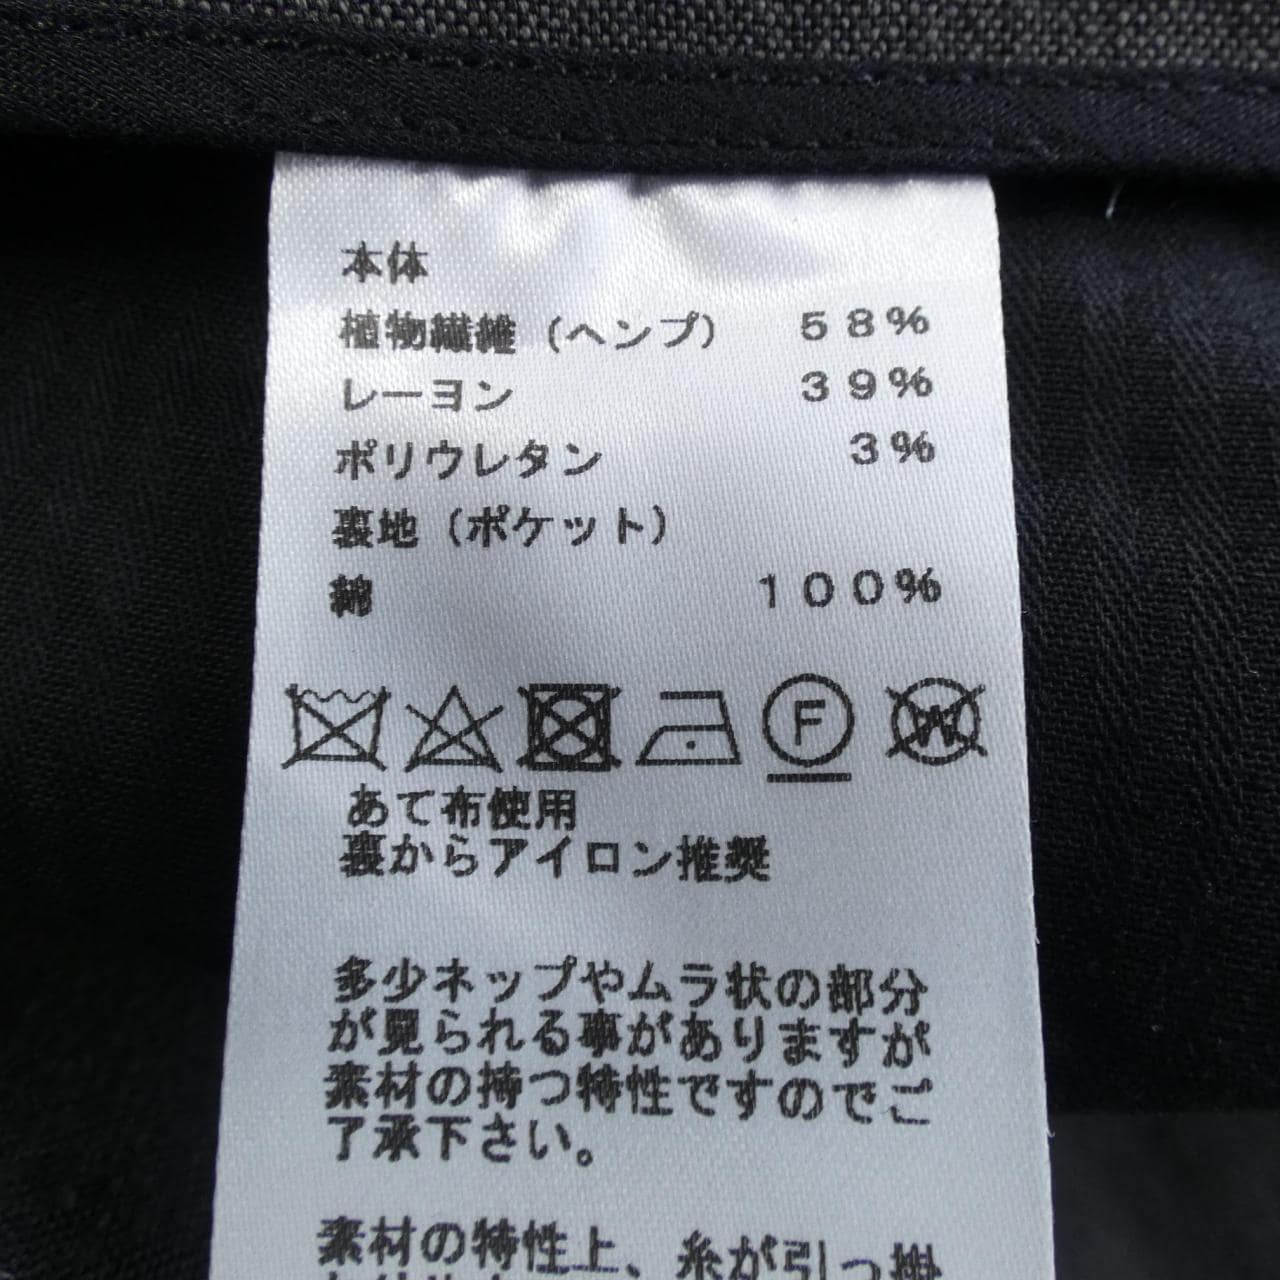 本体
植物繊維（ヘンプ） 58%
レーヨン 39%
ポリウレタン 3%
裏地（ポケット）
綿 100%
F W
あて布使用
裏からアイロン推奨
多少ネップやムラ状の部分
が見られる事がありますが
素材の持つ特性ですのでご
了承下さい。
素材の特性上、糸が引っ掛